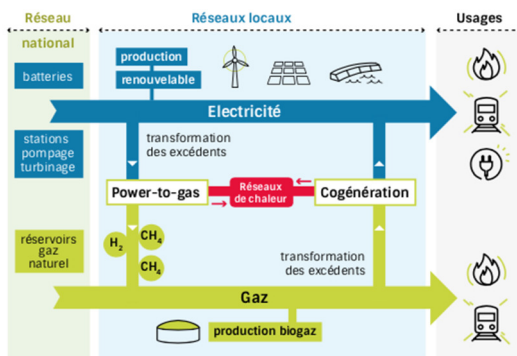 Réseau
national
Réseaux locaux
Usages
batteries
production
renouvelable
Electricité
stations
pompage
turbinage
transformation
des excédents
Power-to-gas
Réseaux
de chaleur
Cogénération
réservoirs
gaz
naturel
H2
CH4
CH4
transformation
des excédents
Gaz
production biogaz